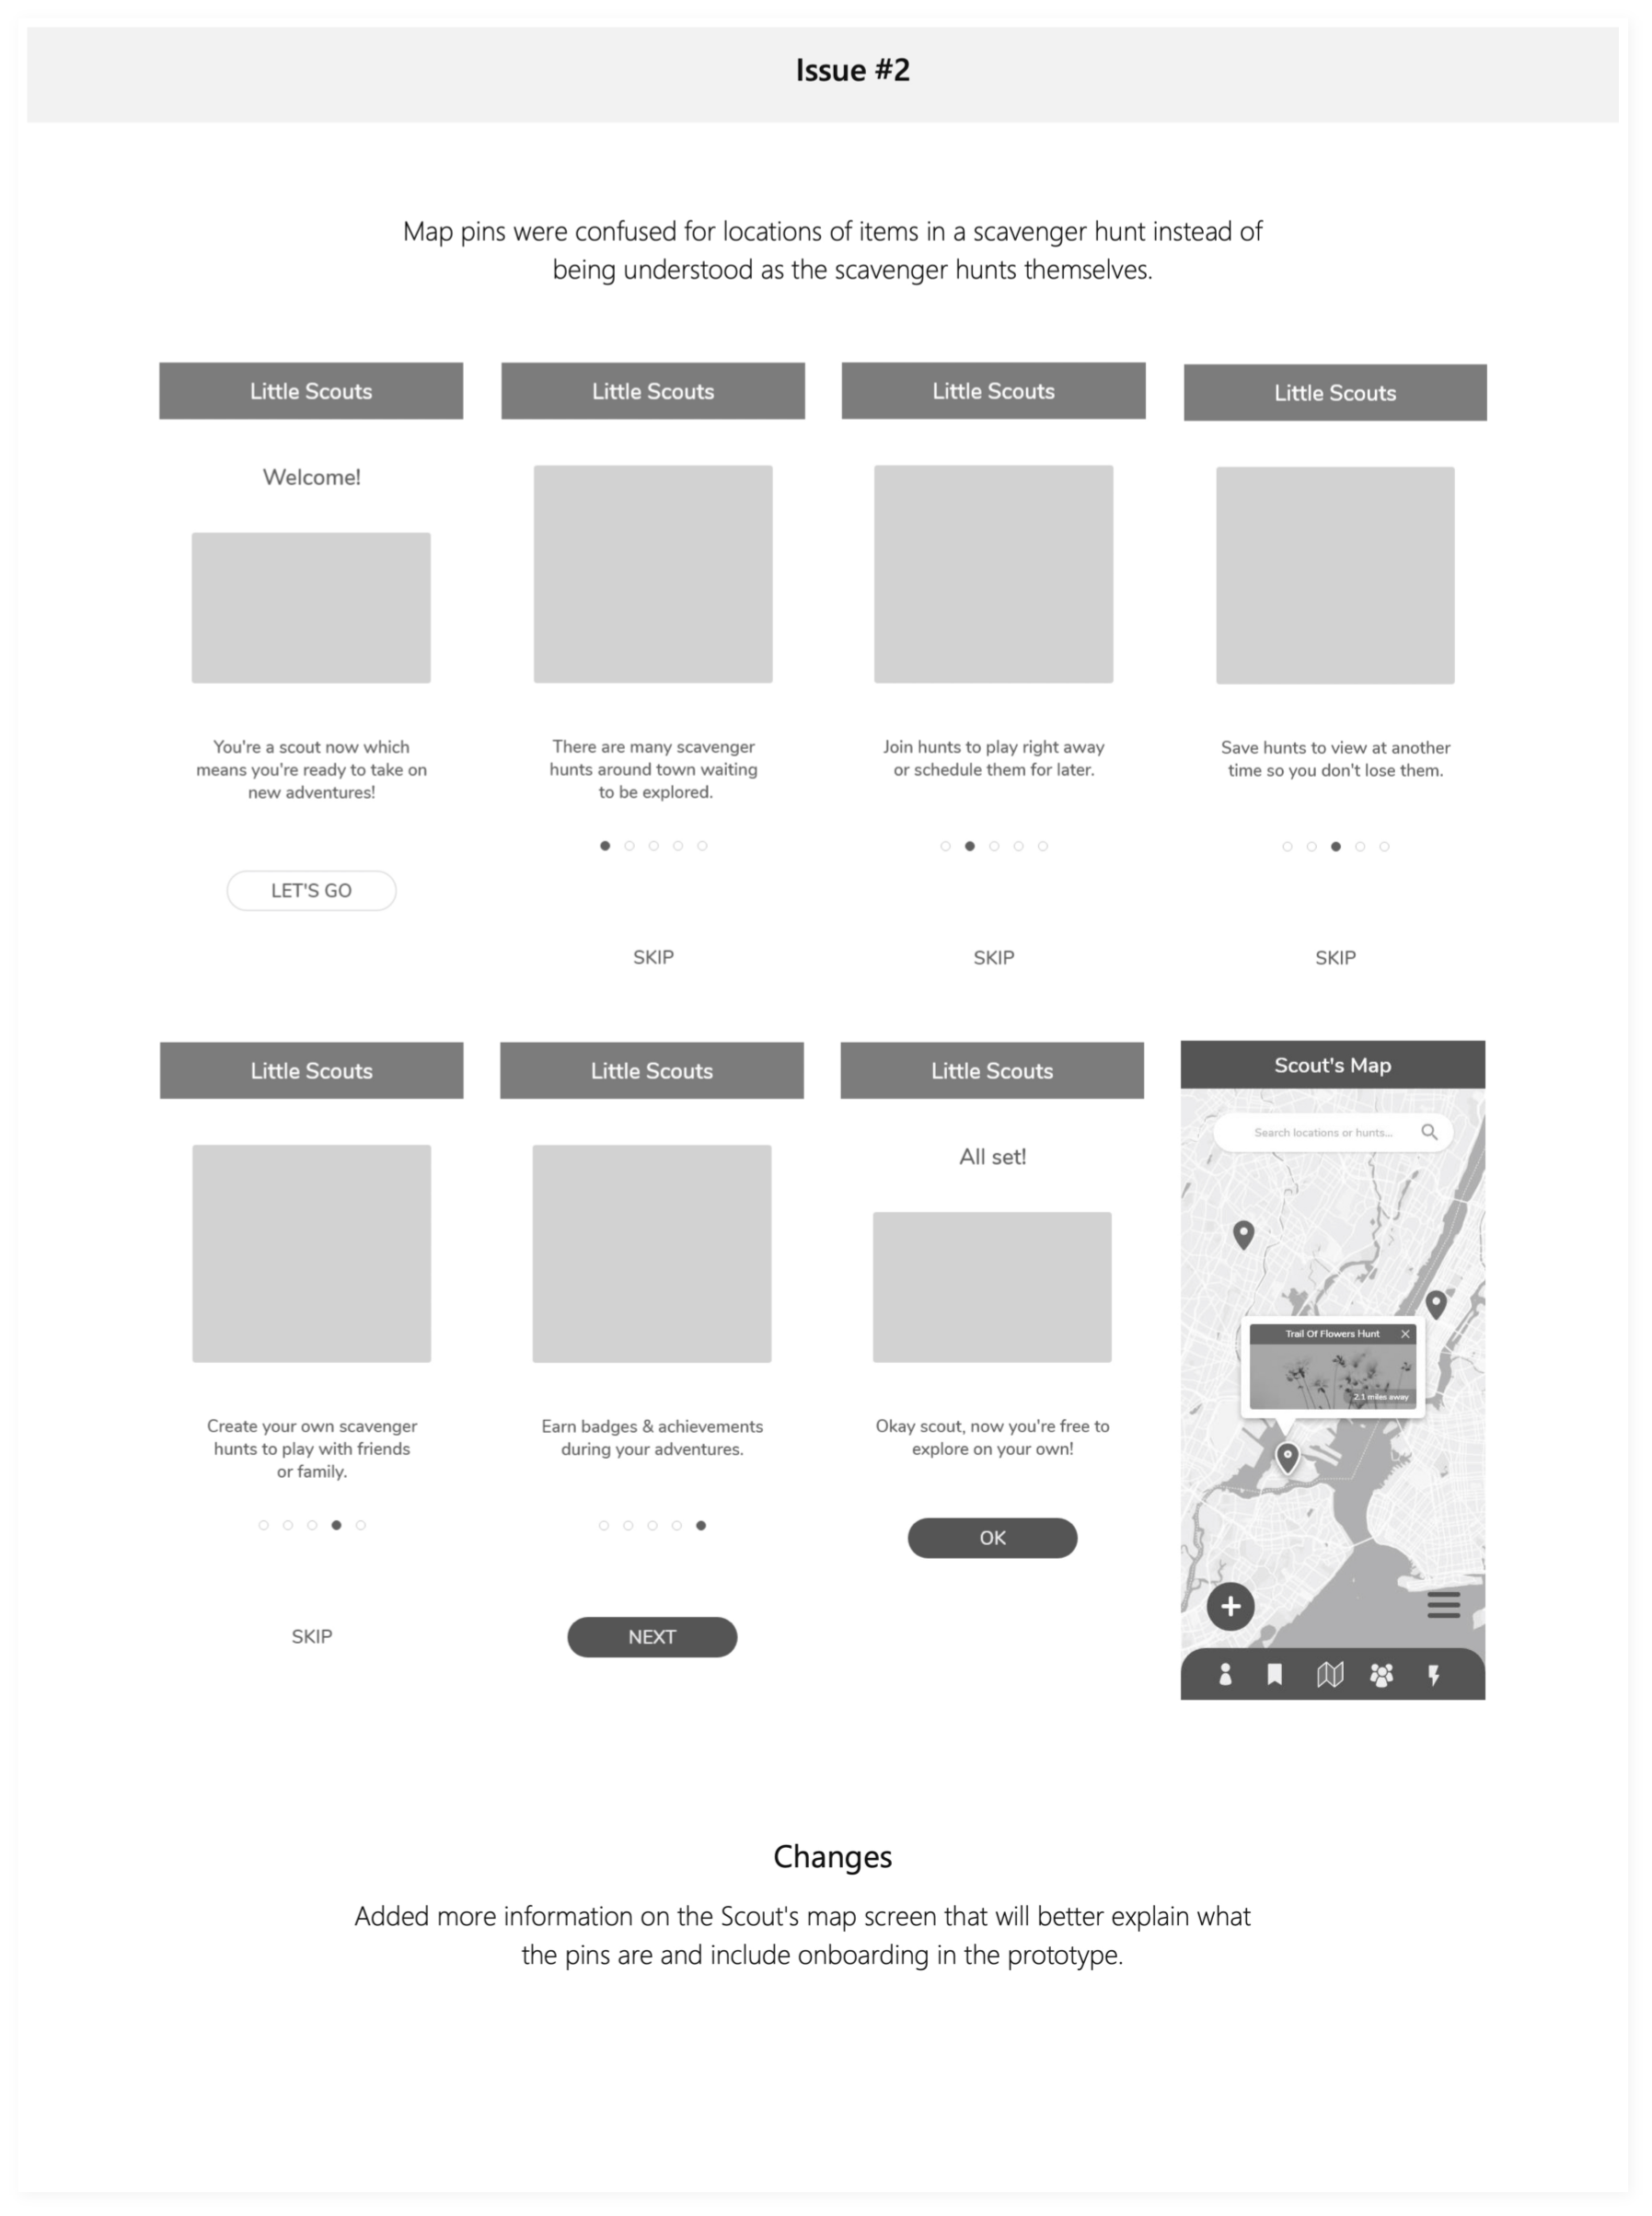 Issue #2
Map pins were confused for locations of items in a scavenger hunt instead of
being understood as the scavenger hunts themselves.
Little Scouts
Welcome!
You're a scout now which
means you're ready to take on
new adventures!
LET'S GO
Little Scouts
There are many scavenger
hunts around town waiting
to be explored.
SKIP
Little Scouts
Join hunts to play right away
or schedule them for later.
SKIP
Little Scouts
Save hunts to view at another
time so you don't lose them.
SKIP
Little Scouts
Create your own scavenger
hunts to play with friends
or family.
SKIP
Little Scouts
Earn badges & achievements
during your adventures.
NEXT
Little Scouts
All set!
Okay scout, now you're free to
explore on your own!
OK
Scout's Map
Search locations or hunts...
Trail Of Flowers Hunt
2.1 miles away
Changes
Added more information on the Scout's map screen that will better explain what
the pins are and include onboarding in the prototype.